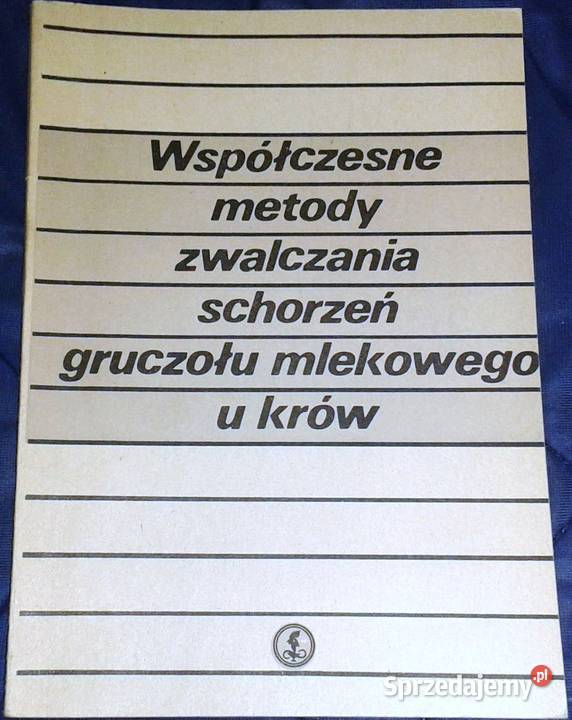 Współczesne
metody
zwalczania
schorzeń
gruczołu mlekowego
u krów
Sprzedajemy.pl